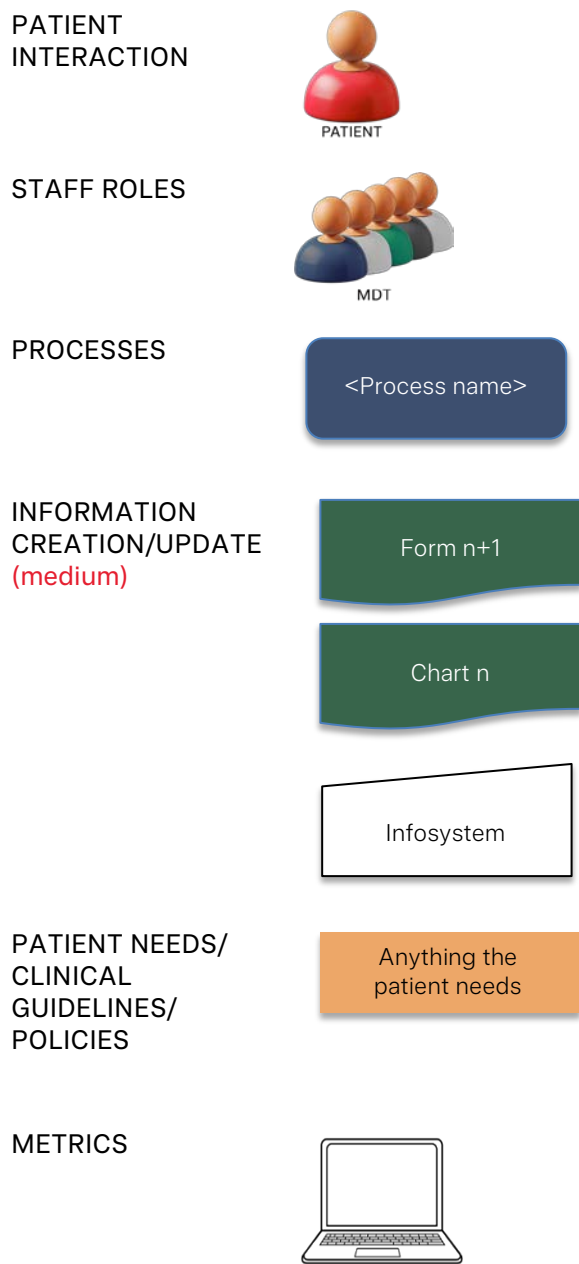 PATIENT
INTERACTION
PATIENT
STAFF ROLES
MDT
PROCESSES
<Process name>
INFORMATION
CREATION/UPDATE
(medium)
Form n+1
Chart n
Infosystem
PATIENT NEEDS/
CLINICAL
GUIDELINES/
POLICIES
Anything the
patient needs
METRICS